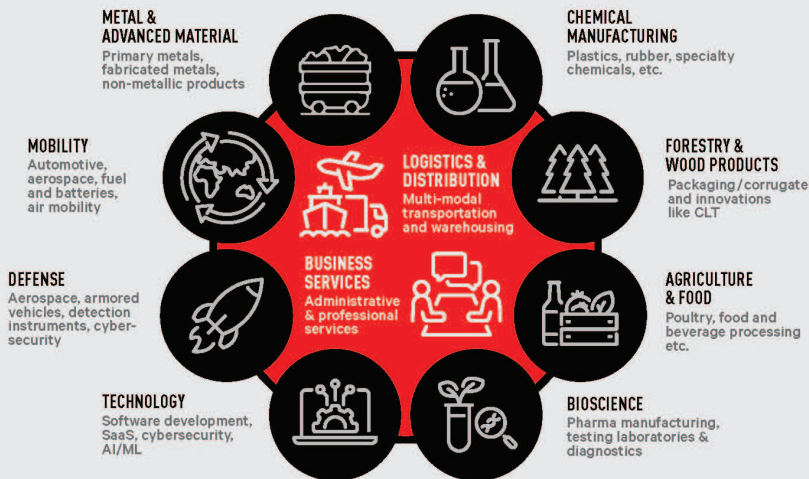 METAL &
ADVANCED MATERIAL
Primary metals,
fabricated metals,
non-metallic products
CHEMICAL
MANUFACTURING
Plastics, rubber, specialty
chemicals, etc.
MOBILITY
Automotive,
aerospace, fuel
and batteries,
air mobility
LOGISTICS &
DISTRIBUTION
Multi-modal
transportation
and warehousing
FORESTRY &
WOOD PRODUCTS
Packaging/corrugate
and innovations
like CLT
DEFENSE
Aerospace, armored
vehicles, detection
instruments, cyber-
security
BUSINESS
SERVICES
Administrative
& professional
services
AGRICULTURE
& FOOD
Poultry, food and
beverage processing
etc.
TECHNOLOGY
Software development,
SaaS, cybersecurity,
AI/ML
BIOSCIENCE
Pharma manufacturing,
testing laboratories &
diagnostics